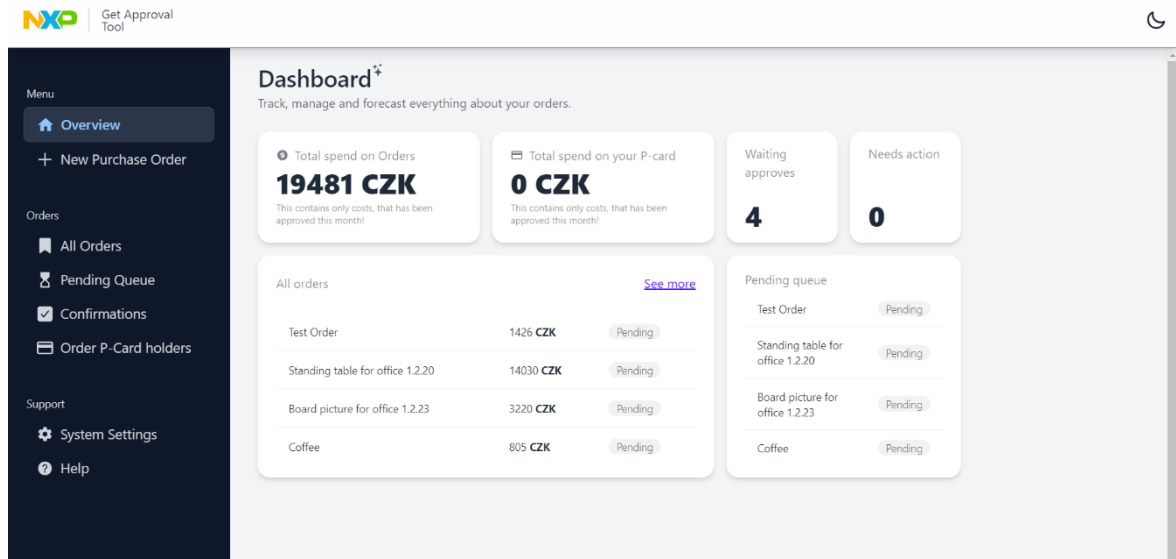 NXP
Get Approval
Tool
Menu
Overview
New Purchase Order
Orders
All Orders
Pending Queue
Confirmations
Order P-Card holders
Support
System Settings
Help
Dashboard
Track, manage and forecast everything about your orders.
Total spend on Orders
19481 CZK
This contains only costs, that has been
approved this month!
Total spend on your P-card
0 CZK
This contains only costs, that has been
approved this month!
Waiting
approves
4
Needs action
0
All orders
See more
Test Order 1426 CZK Pending
Standing table for office 1.2.20 14030 CZK Pending
Board picture for office 1.2.23 3220 CZK Pending
Coffee 805 CZK Pending
Pending queue
Test Order Pending
Standing table for
office 1.2.20
Pending
Board picture for
office 1.2.23
Pending
Coffee Pending